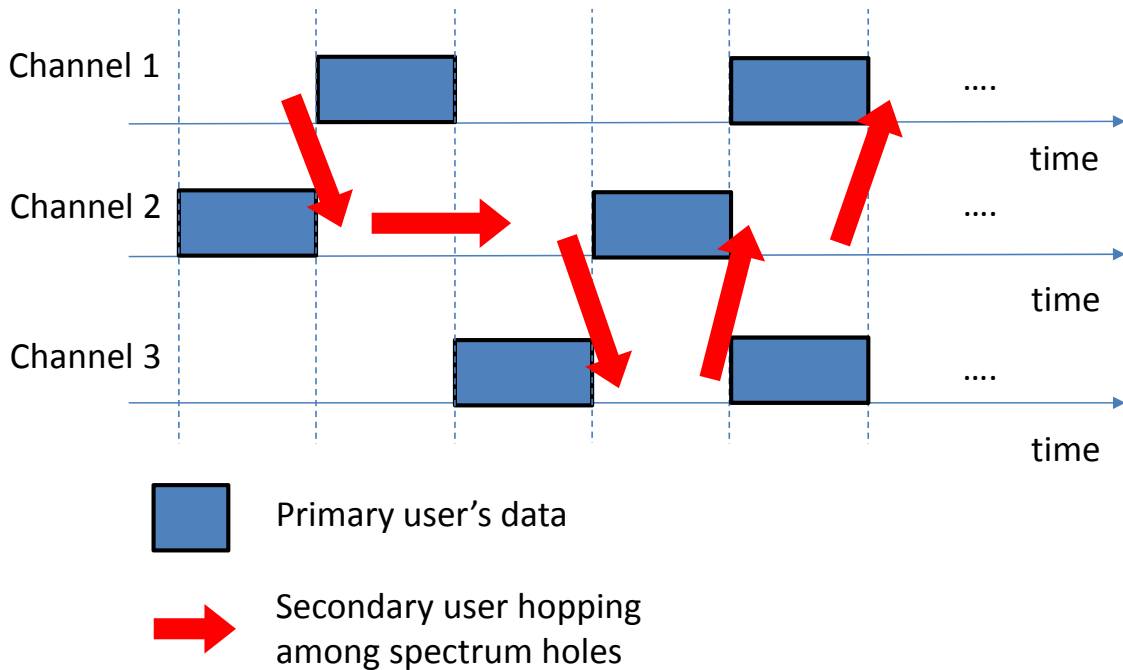 Channel 1
....
time
Channel 2
....
time
Channel 3
....
time
Primary user’s data
Secondary user hopping
among spectrum holes